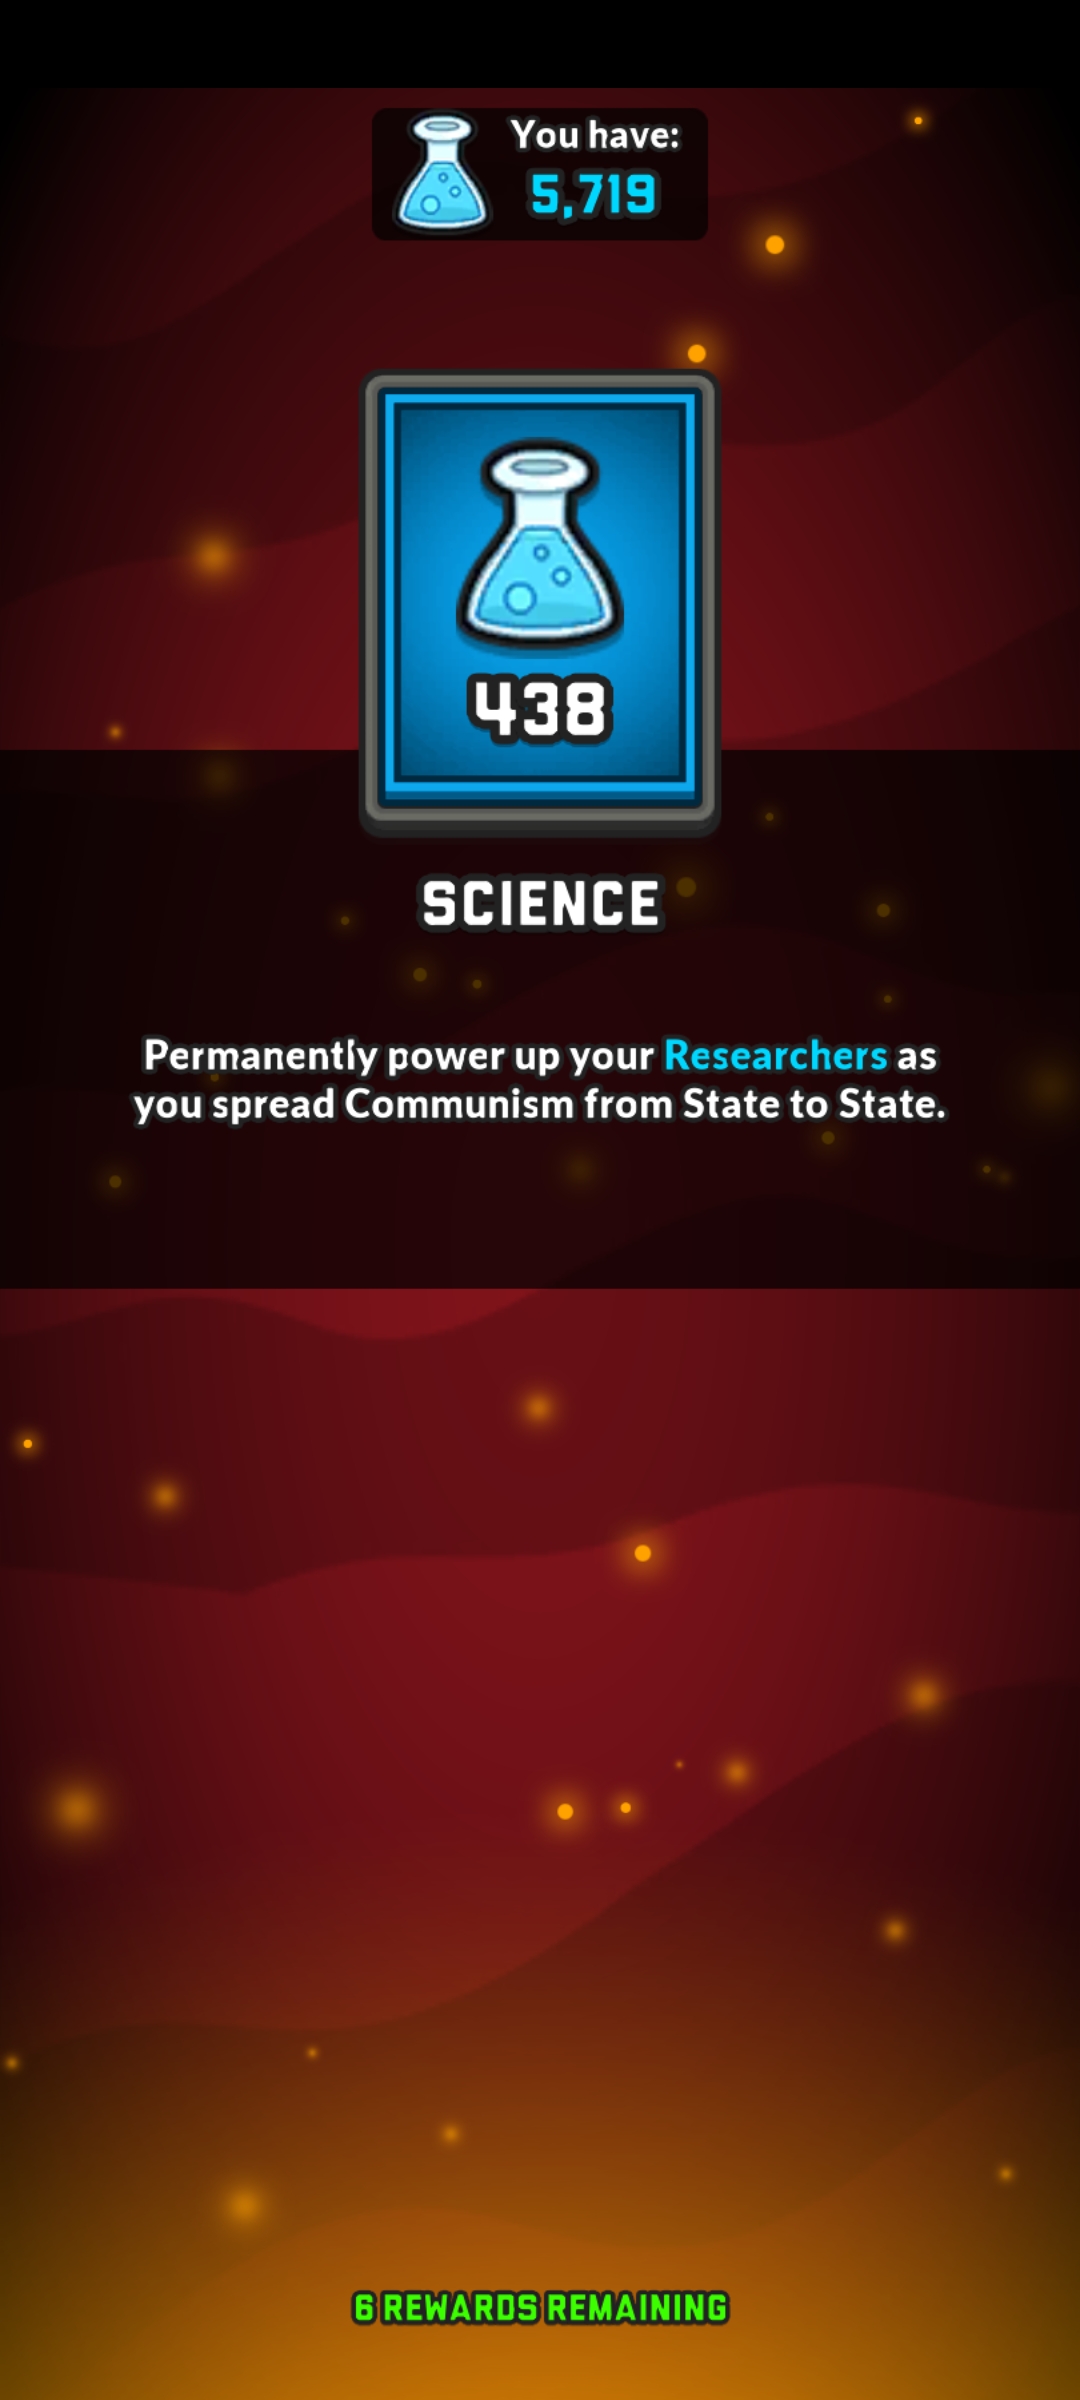 You have:
5,719
438
SCIENCE
Permanently power up your Researchers as
you spread Communism from State to State.
6 REWARDS REMAINING